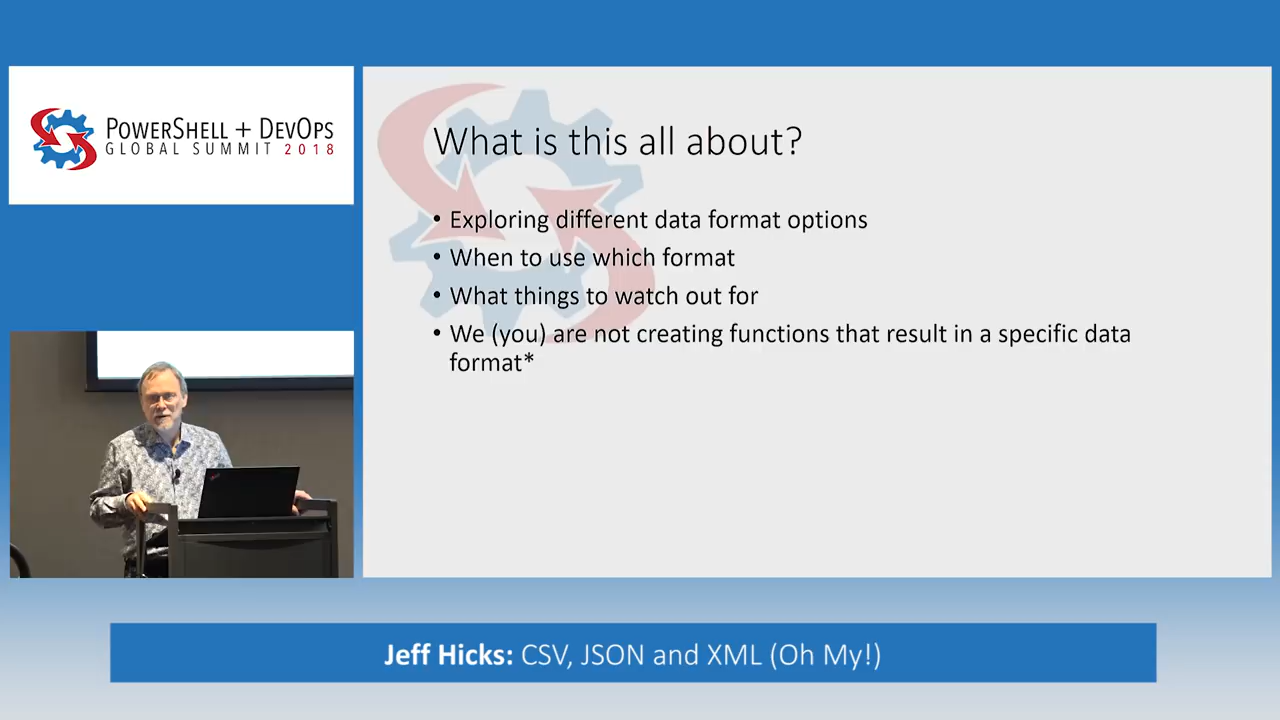 POWERSHELL + DEVOPS
GLOBAL SUMMIT 2018
What is this all about?
• Exploring different data format options
• When to use which format
• What things to watch out for
• We (you) are not creating functions that result in a specific data
format*
Jeff Hicks: CSV, JSON and XML (Oh My!)